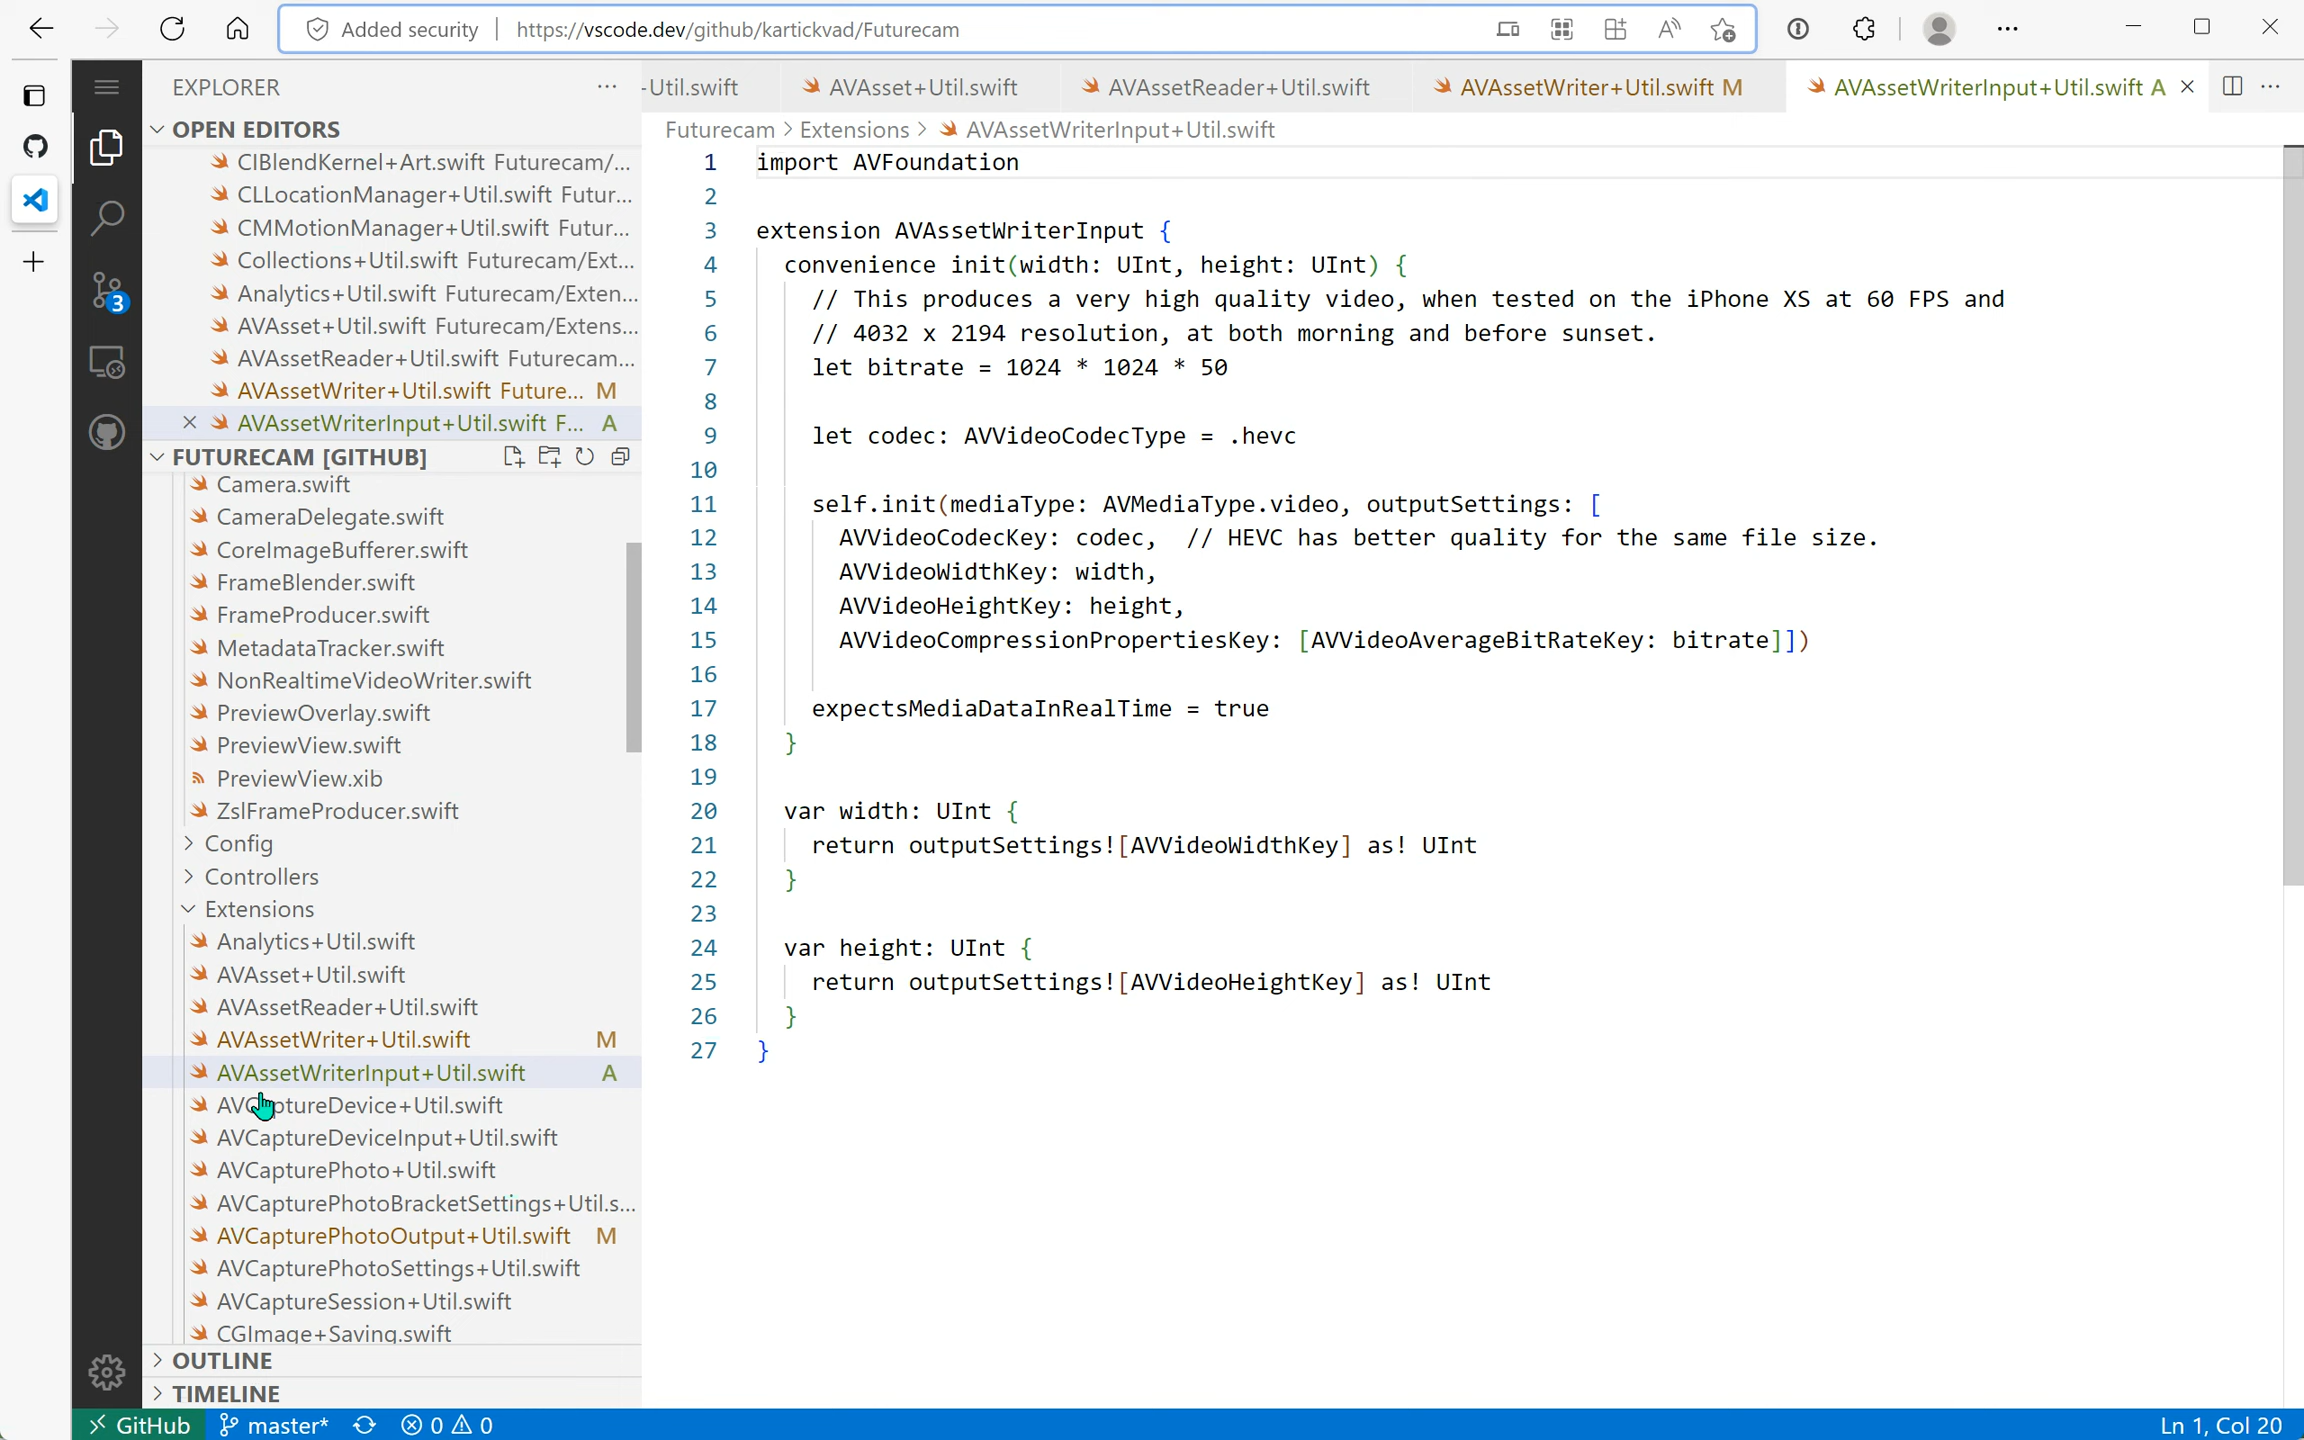 Added security | https://vscode.dev/github/kartickvad/Futurecam
EXPLORER
OPEN EDITORS
CIBlendKernel+Art.swift Futurecam/...
CLLocationManager+Util.swift Futur...
CMMotionManager+Util.swift Futur...
Collections+Util.swift Futurecam/Ext...
Analytics+Util.swift Futurecam/Exten...
AVAsset+Util.swift Futurecam/Extens...
AVAssetReader+Util.swift Futurecam...
AVAssetWriter+Util.swift Future... M
AVAssetWriterInput+Util.swift F... A
3
FUTURECAM [GITHUB]
Camera.swift
CameraDelegate.swift
CoreImageBufferer.swift
FrameBlender.swift
FrameProducer.swift
MetadataTracker.swift
NonRealtimeVideoWriter.swift
PreviewOverlay.swift
PreviewView.swift
PreviewView.xib
ZslFrameProducer.swift
Config
Controllers
Extensions
Analytics+Util.swift
AVAsset+Util.swift
AVAssetReader+Util.swift
AVAssetWriter+Util.swift M
AVAssetWriterInput+Util.swift A
AVCaptureDevice+Util.swift
AVCaptureDeviceInput+Util.swift
AVCapturePhoto+Util.swift
AVCapturePhotoBracketSettings+Util.s...
AVCapturePhotoOutput+Util.swift M
AVCapturePhotoSettings+Util.swift
AVCaptureSession+Util.swift
CGImage+Saving.swift
OUTLINE
TIMELINE
-Util.swift AVAsset+Util.swift AVAssetReader+Util.swift AVAssetWriter+Util.swift M AVAssetWriterInput+Util.swift A
Futurecam > Extensions > AVAssetWriterInput+Util.swift
1 import AVFoundation
2
3 extension AVAssetWriterInput {
4 convenience init(width: UInt, height: UInt) {
5 // This produces a very high quality video, when tested on the iPhone XS at 60 FPS and
6 // 4032 x 2194 resolution, at both morning and before sunset.
7 let bitrate = 1024 * 1024 * 50
8
9 let codec: AVVideoCodecType = .hevc
10
11 self.init(mediaType: AVMediaType.video, outputSettings: [
12 AVVideoCodecKey: codec, // HEVC has better quality for the same file size.
13 AVVideoWidthKey: width,
14 AVVideoHeightKey: height,
15 AVVideoCompressionPropertiesKey: [AVVideoAverageBitRateKey: bitrate]])
16
17 expectsMediaDataInRealTime = true
18 }
19
20 var width: UInt {
21 return outputSettings![AVVideoWidthKey] as! UInt
22 }
23
24 var height: UInt {
25 return outputSettings![AVVideoHeightKey] as! UInt
26 }
27 }
GitHub master* 0 0 Ln 1, Col 20